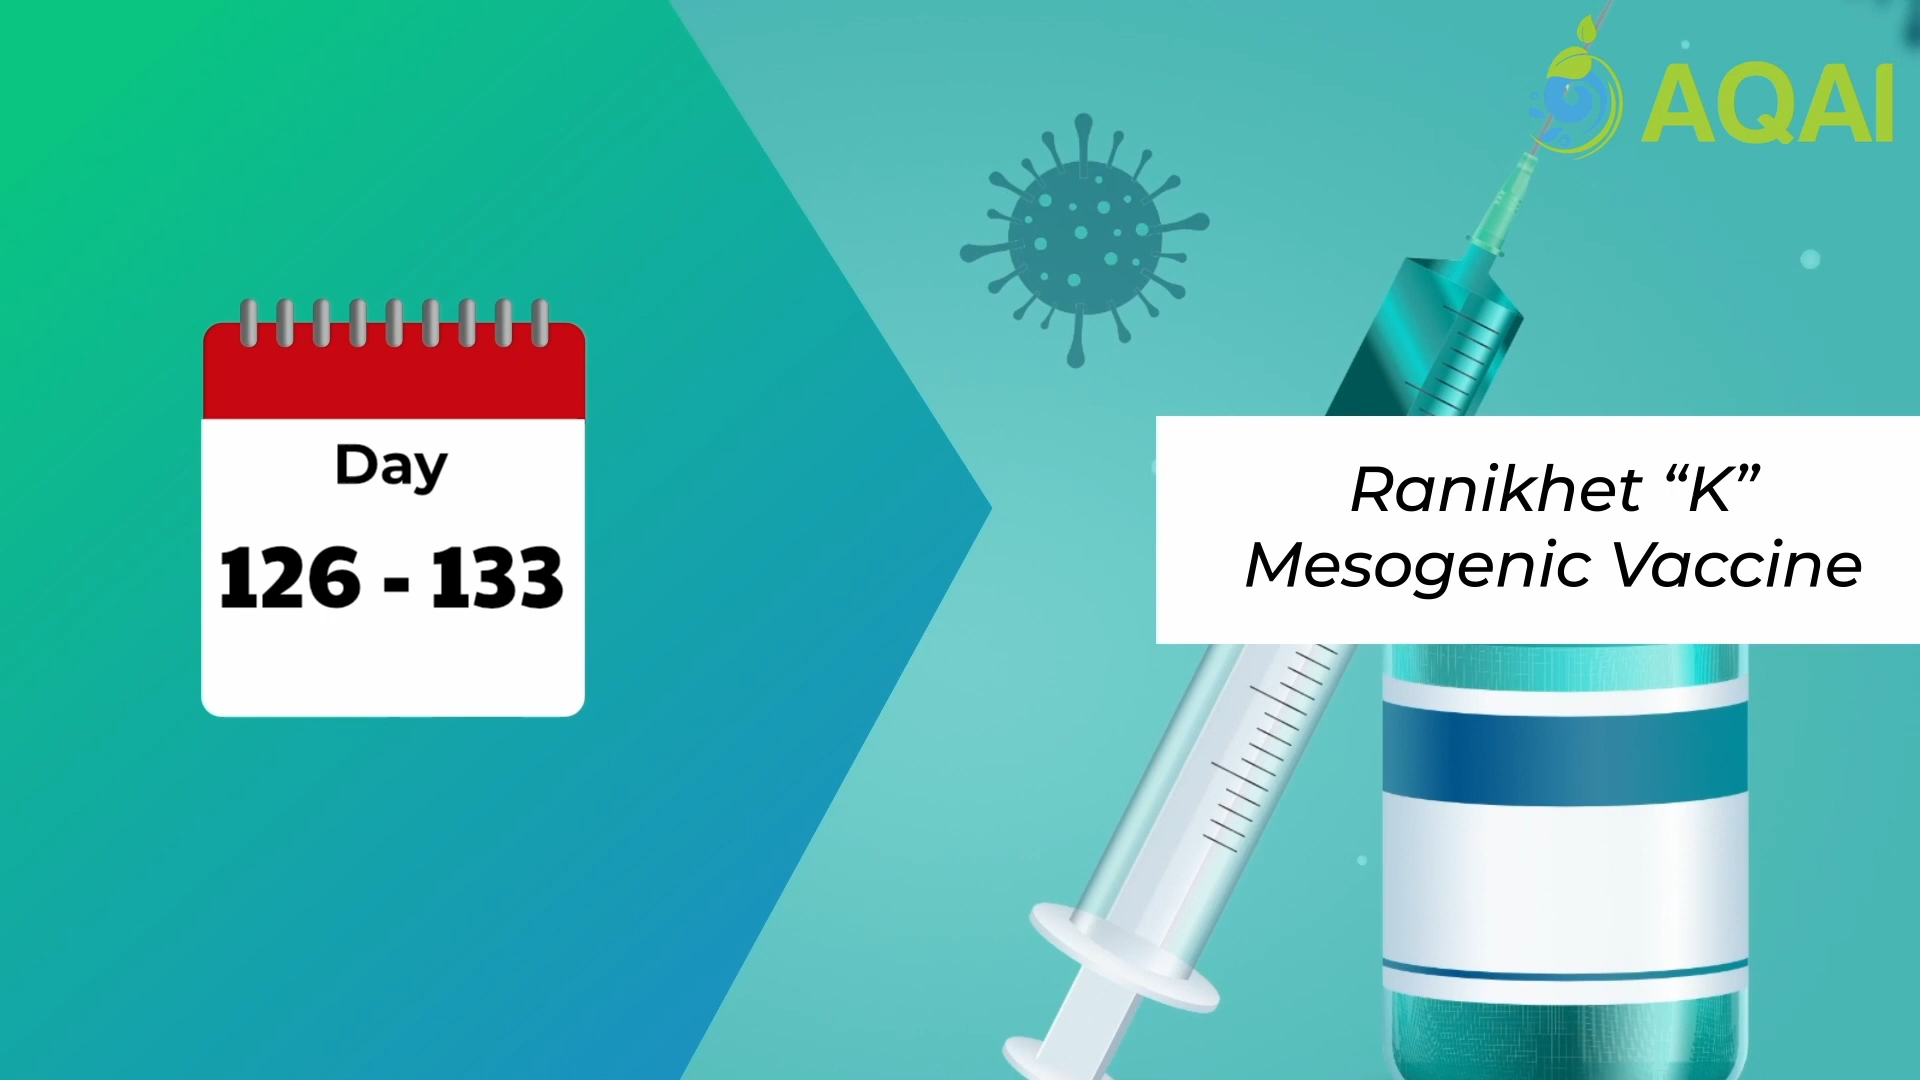 AQAI
Day
126 - 133
Ranikhet “K”
Mesogenic Vaccine